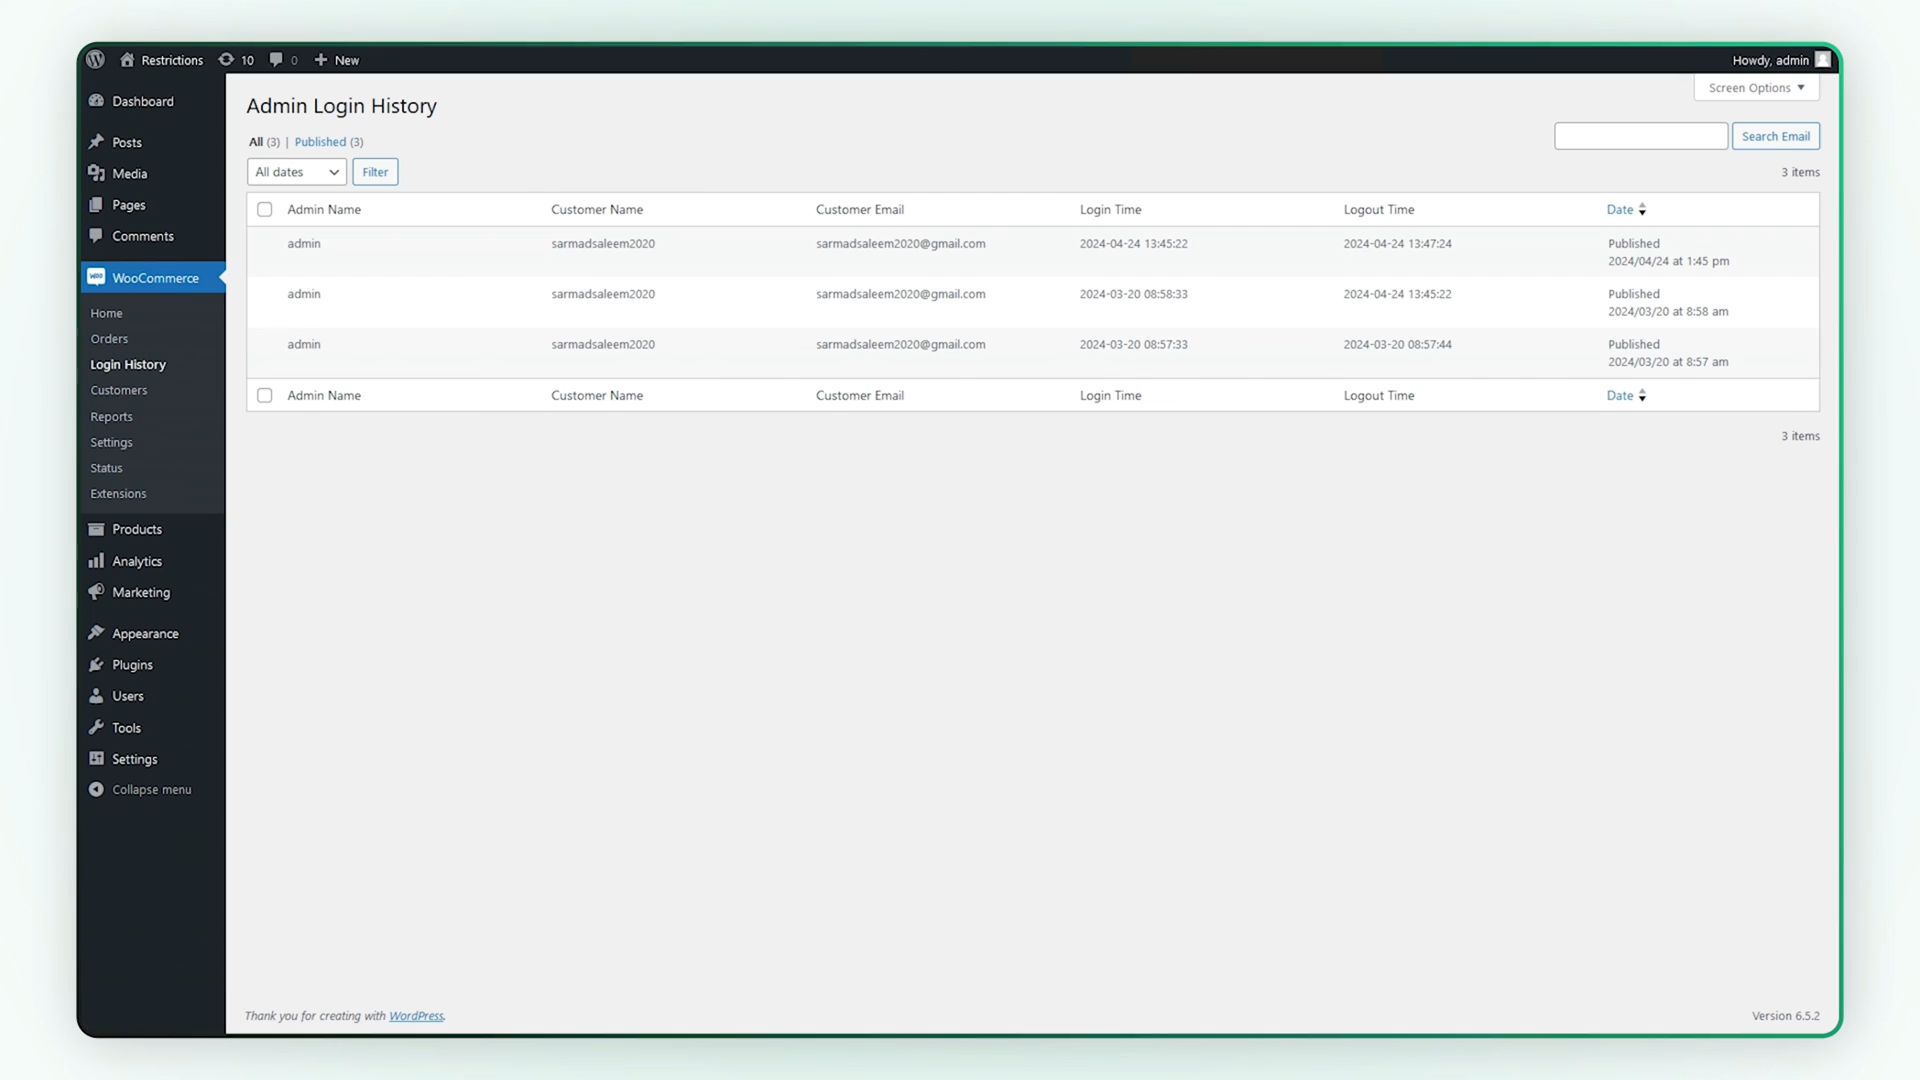 Restrictions 10 0 New Howdy, admin
Screen Options
Dashboard
Posts
Media
Pages
Comments
WooCommerce
Home
Orders
Login History
Customers
Reports
Settings
Status
Extensions
Products
Analytics
Marketing
Appearance
Plugins
Users
Tools
Settings
Collapse menu
Admin Login History
All (3) | Published (3)
Search Email
All dates Filter 3 items
Admin Name Customer Name Customer Email Login Time Logout Time Date
admin sarmadsaleem2020 sarmadsaleem2020@gmail.com 2024-04-24 13:45:22 2024-04-24 13:47:24 Published
2024/04/24 at 1:45 pm
admin sarmadsaleem2020 sarmadsaleem2020@gmail.com 2024-03-20 08:58:33 2024-04-24 13:45:22 Published
2024/03/20 at 8:58 am
admin sarmadsaleem2020 sarmadsaleem2020@gmail.com 2024-03-20 08:57:33 2024-03-20 08:57:44 Published
2024/03/20 at 8:57 am
Admin Name Customer Name Customer Email Login Time Logout Time Date
3 items
Thank you for creating with WordPress. Version 6.5.2